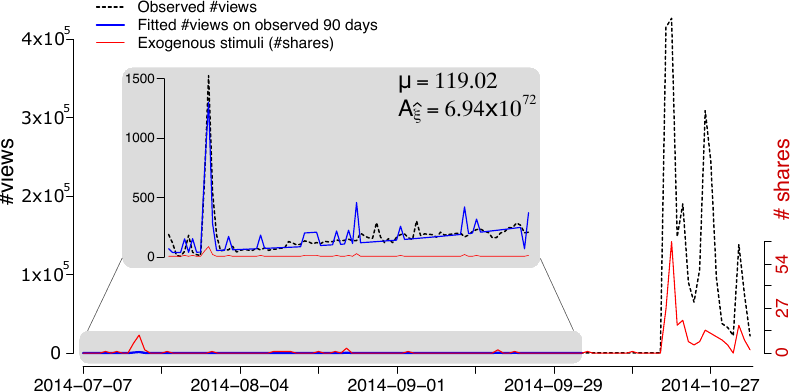 Observed #views
Fitted #views on observed 90 days
Exogenous stimuli (#shares)
4x10^5
3x10^5
2x10^5
1x10^5
0
#views
1500
1000
500
0
μ = 119.02
A_ξ̂ = 6.94x10^72
54
27
0
# shares
2014−07−07
2014−08−04
2014−09−01
2014−09−29
2014−10−27